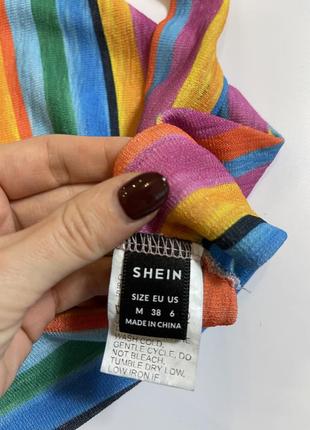 SHEIN
SIZE EU US
M 38 6
MADE IN CHINA
WASH COLD,
GENTLE CYCLE, DO
NOT BLEACH,
TUMBLE DRY LOW,
LOW IRON IF